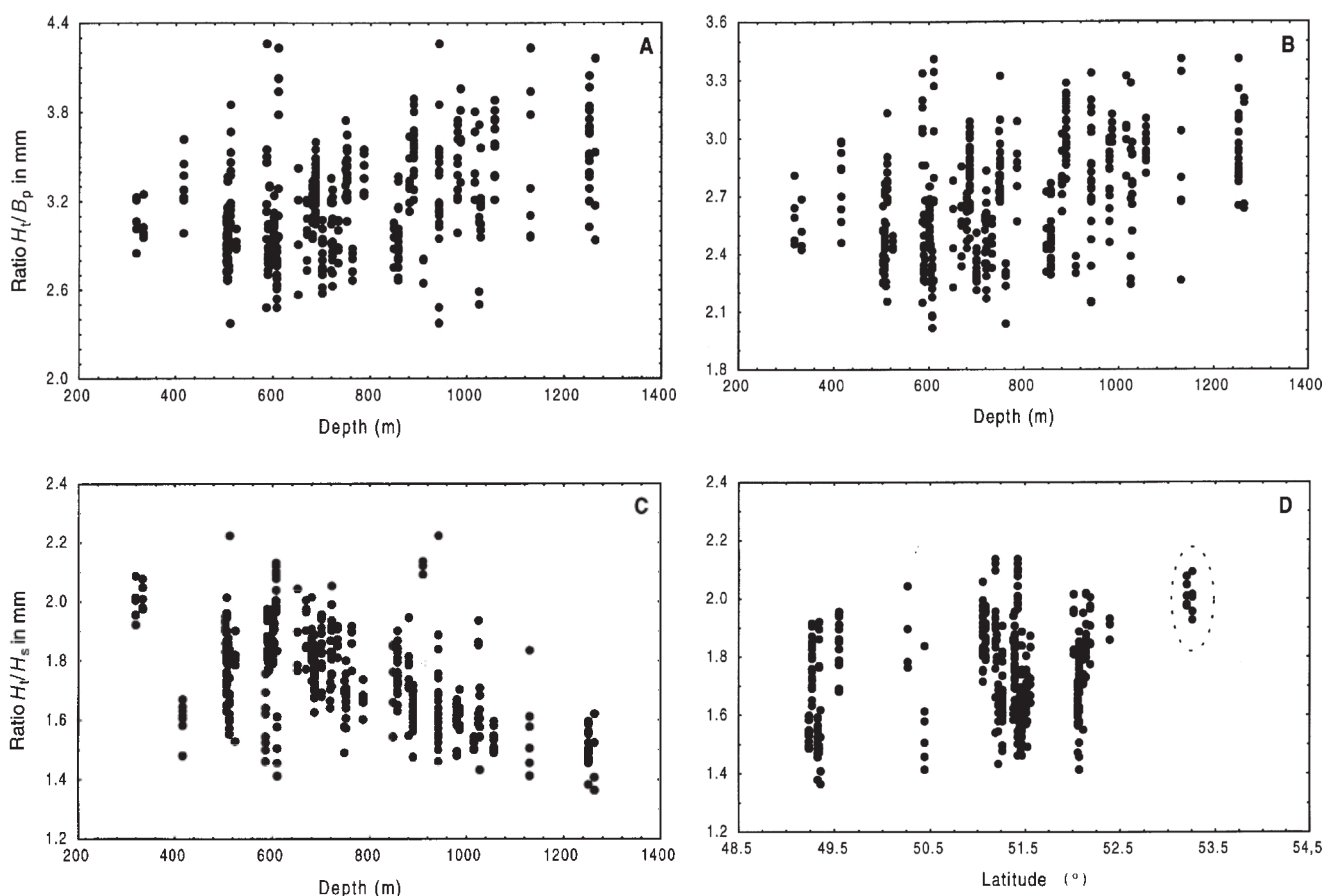 4.4
3.8
3.2
2.6
2.0
A
Ratio Ht/Bp in mm
200 400 600 800 1000 1200 1400
Depth (m)
3.6
3.3
3.0
2.7
2.4
2.1
1.8
B
200 400 600 800 1000 1200 1400
Depth (m)
2.4
2.2
2.0
1.8
1.6
1.4
1.2
C
Ratio Ht/Hs in mm
200 400 600 800 1000 1200 1400
Depth (m)
2.4
2.2
2.0
1.8
1.6
1.4
1.2
D
48.5 49.5 50.5 51.5 52.5 53.5 54,5
Latitude (°)